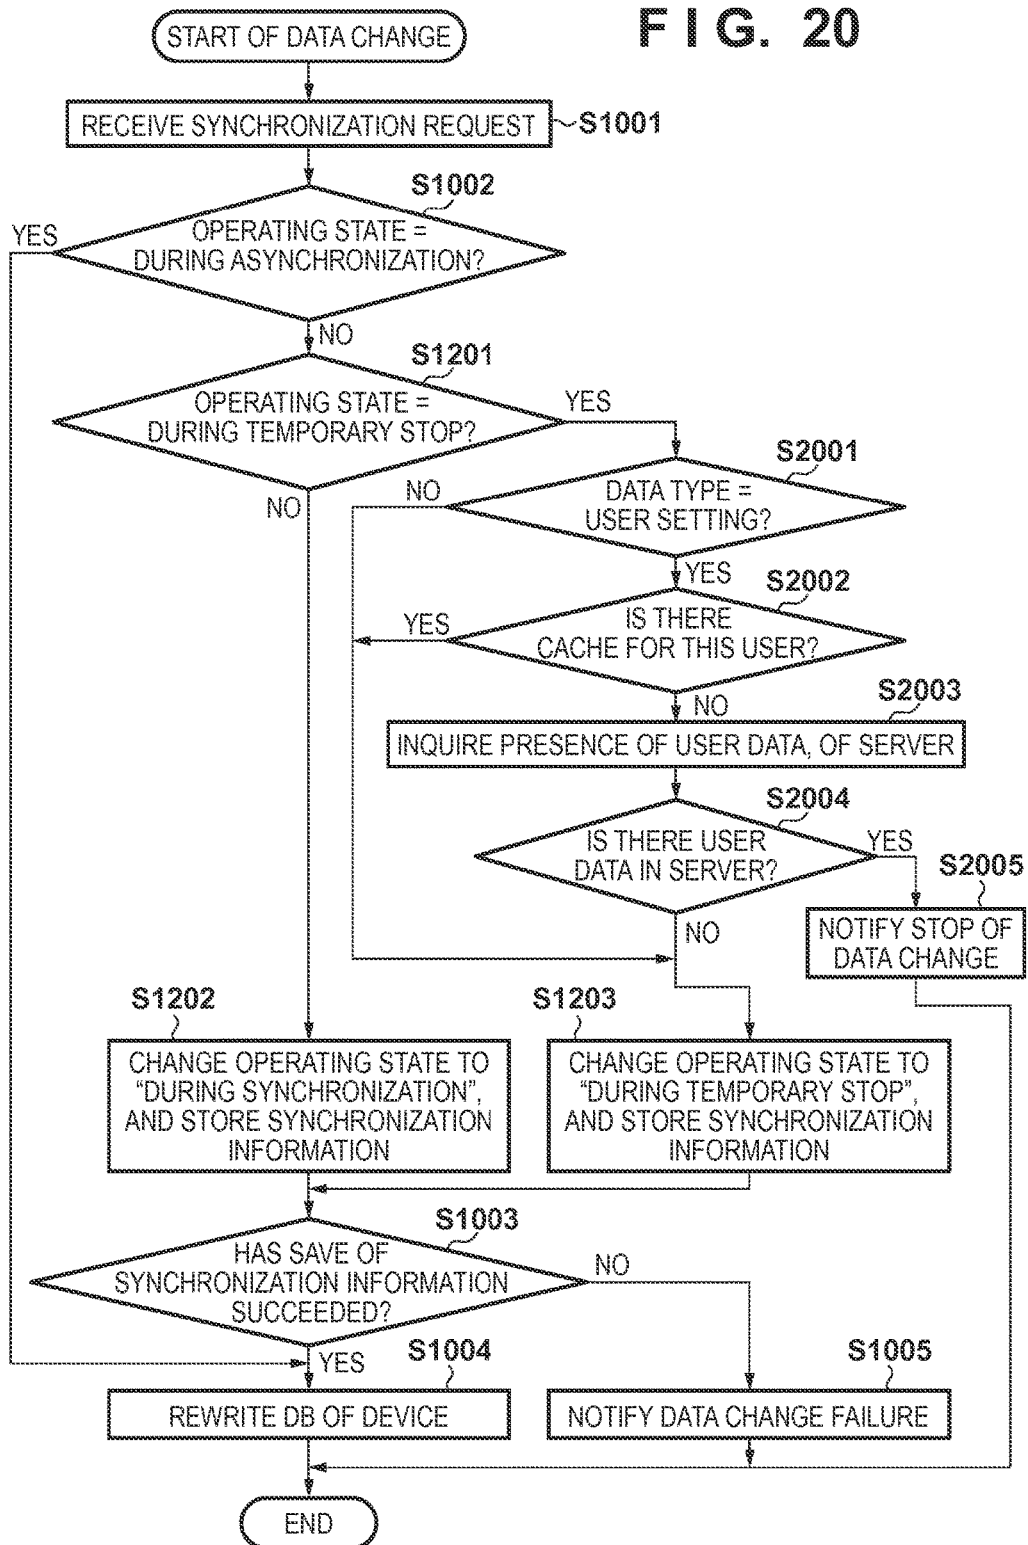 FIG. 20
START OF DATA CHANGE
RECEIVE SYNCHRONIZATION REQUEST
S1001
S1002
YES
OPERATING STATE =
DURING ASYNCHRONIZATION?
NO
S1201
OPERATING STATE =
DURING TEMPORARY STOP?
YES
NO
S2001
NO
DATA TYPE =
USER SETTING?
YES
S2002
YES
IS THERE
CACHE FOR THIS USER?
NO
S2003
INQUIRE PRESENCE OF USER DATA, OF SERVER
S2004
IS THERE USER
DATA IN SERVER?
YES
NO
S2005
NOTIFY STOP OF
DATA CHANGE
S1202
CHANGE OPERATING STATE TO
“DURING SYNCHRONIZATION”,
AND STORE SYNCHRONIZATION
INFORMATION
S1203
CHANGE OPERATING STATE TO
“DURING TEMPORARY STOP”,
AND STORE SYNCHRONIZATION
INFORMATION
S1003
HAS SAVE OF
SYNCHRONIZATION INFORMATION
SUCCEEDED?
NO
YES
S1004
REWRITE DB OF DEVICE
S1005
NOTIFY DATA CHANGE FAILURE
END